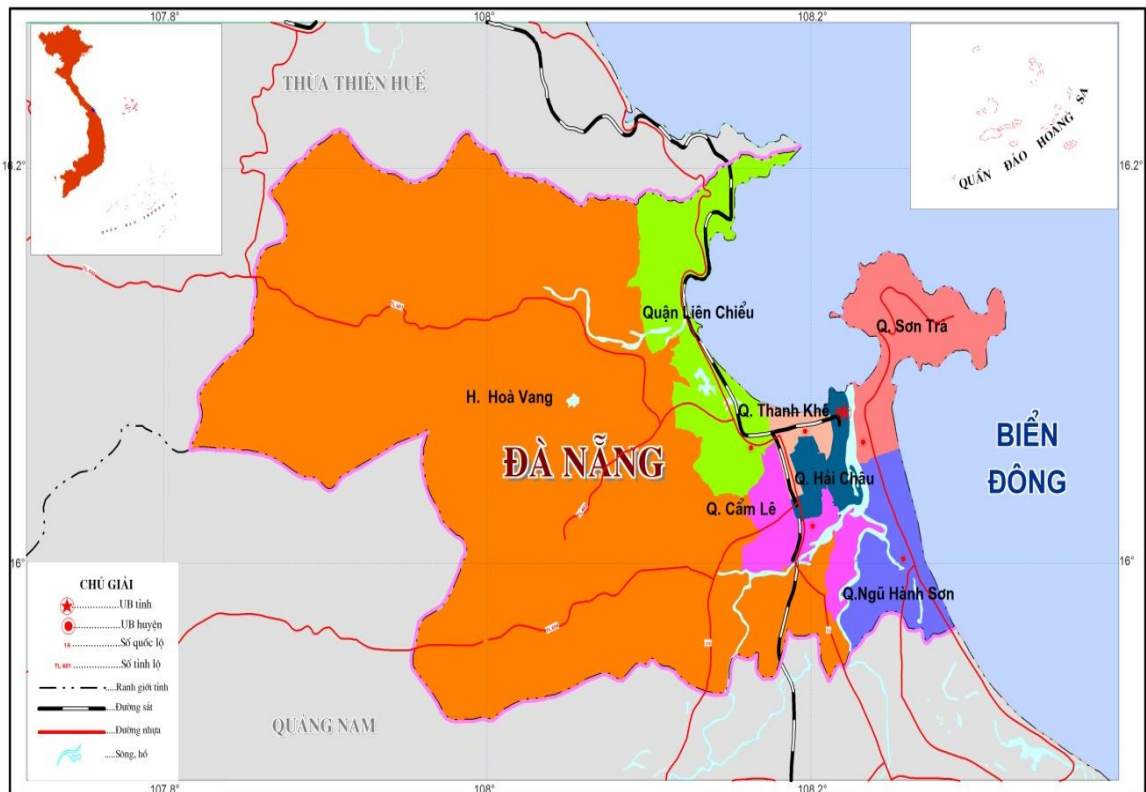 107.8°
108°
108.2°
THỪA THIÊN HUẾ
QUẦN ĐẢO HOÀNG SA
16.2°
16.2°
Quận Liên Chiểu
Q. Sơn Trà
H. Hoà Vang
Q. Thanh Khê
ĐÀ NẴNG
BIỂN
ĐÔNG
Q. Hải Châu
Q. Cẩm Lê
16°
16°
Q.Ngũ Hành Sơn
CHÚ GIẢI
UB tỉnh
UB huyện
1A Số quốc lộ
TL 601 Số tỉnh lộ
Ranh giới tỉnh
Đường sắt
Đường nhựa
Sông, hồ
QUẢNG NAM
107.8°
108°
108.2°